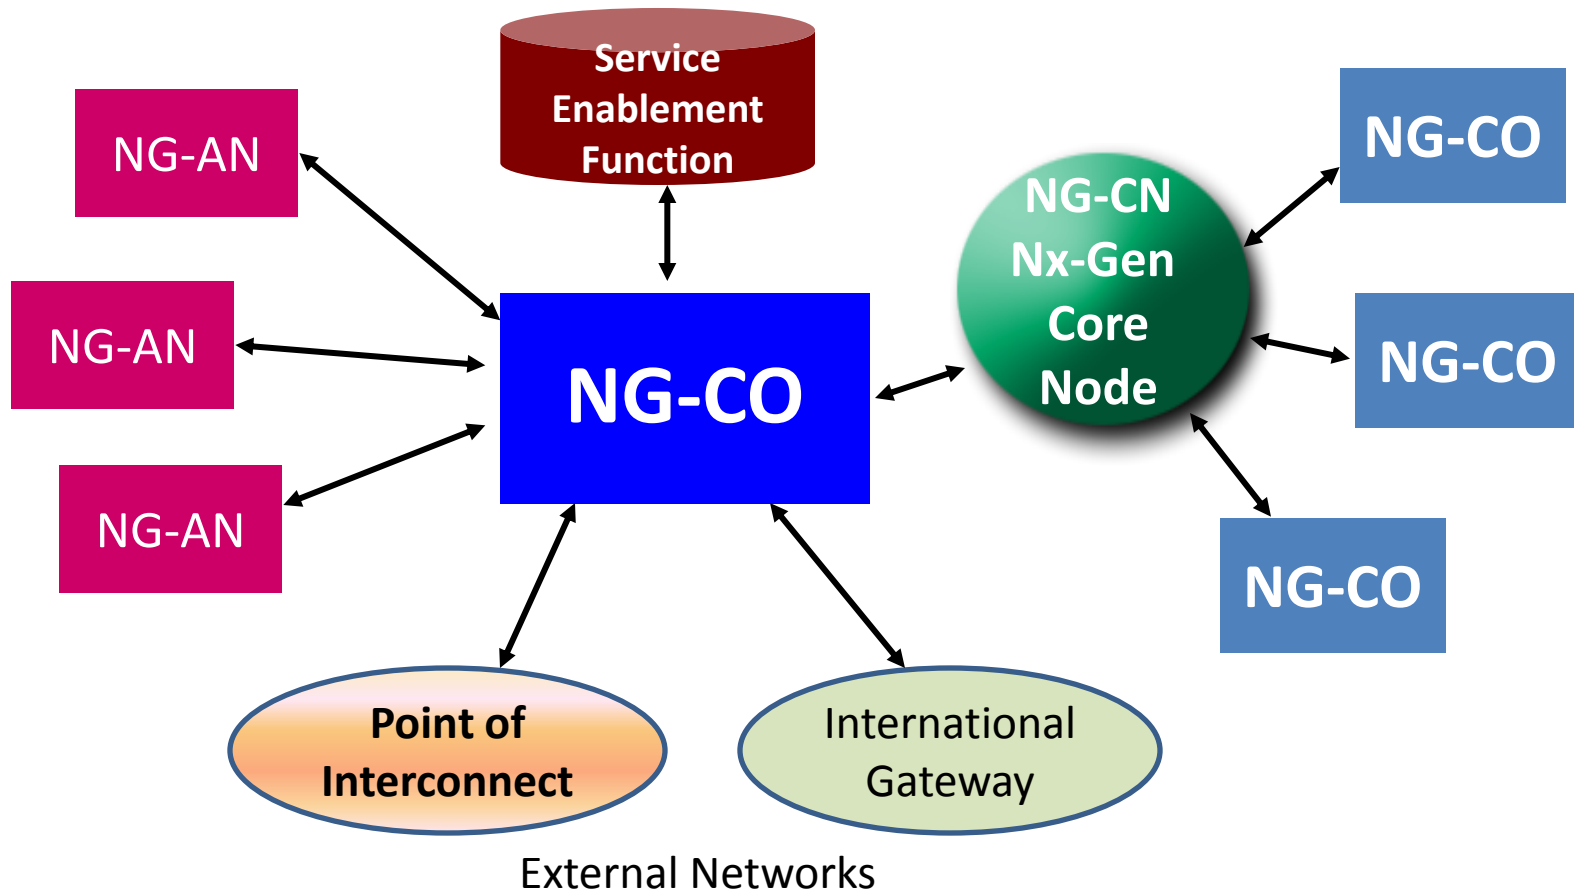 Service
Enablement
Function
NG-AN
NG-AN
NG-AN
NG-CO
NG-CN
Nx-Gen
Core
Node
NG-CO
NG-CO
NG-CO
Point of
Interconnect
International
Gateway
External Networks